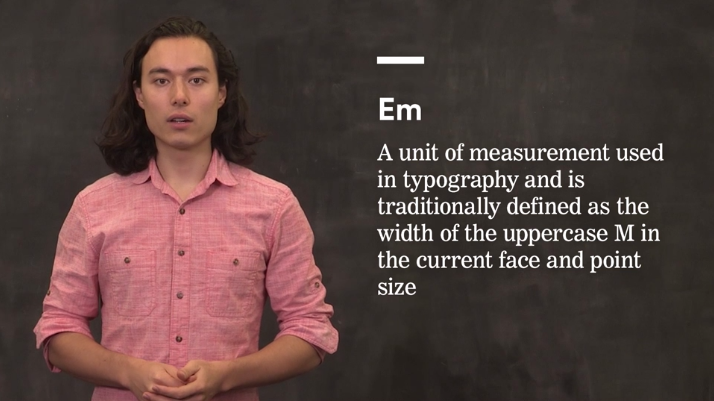 Em
A unit of measurement used
in typography and is
traditionally defined as the
width of the uppercase M in
the current face and point
size